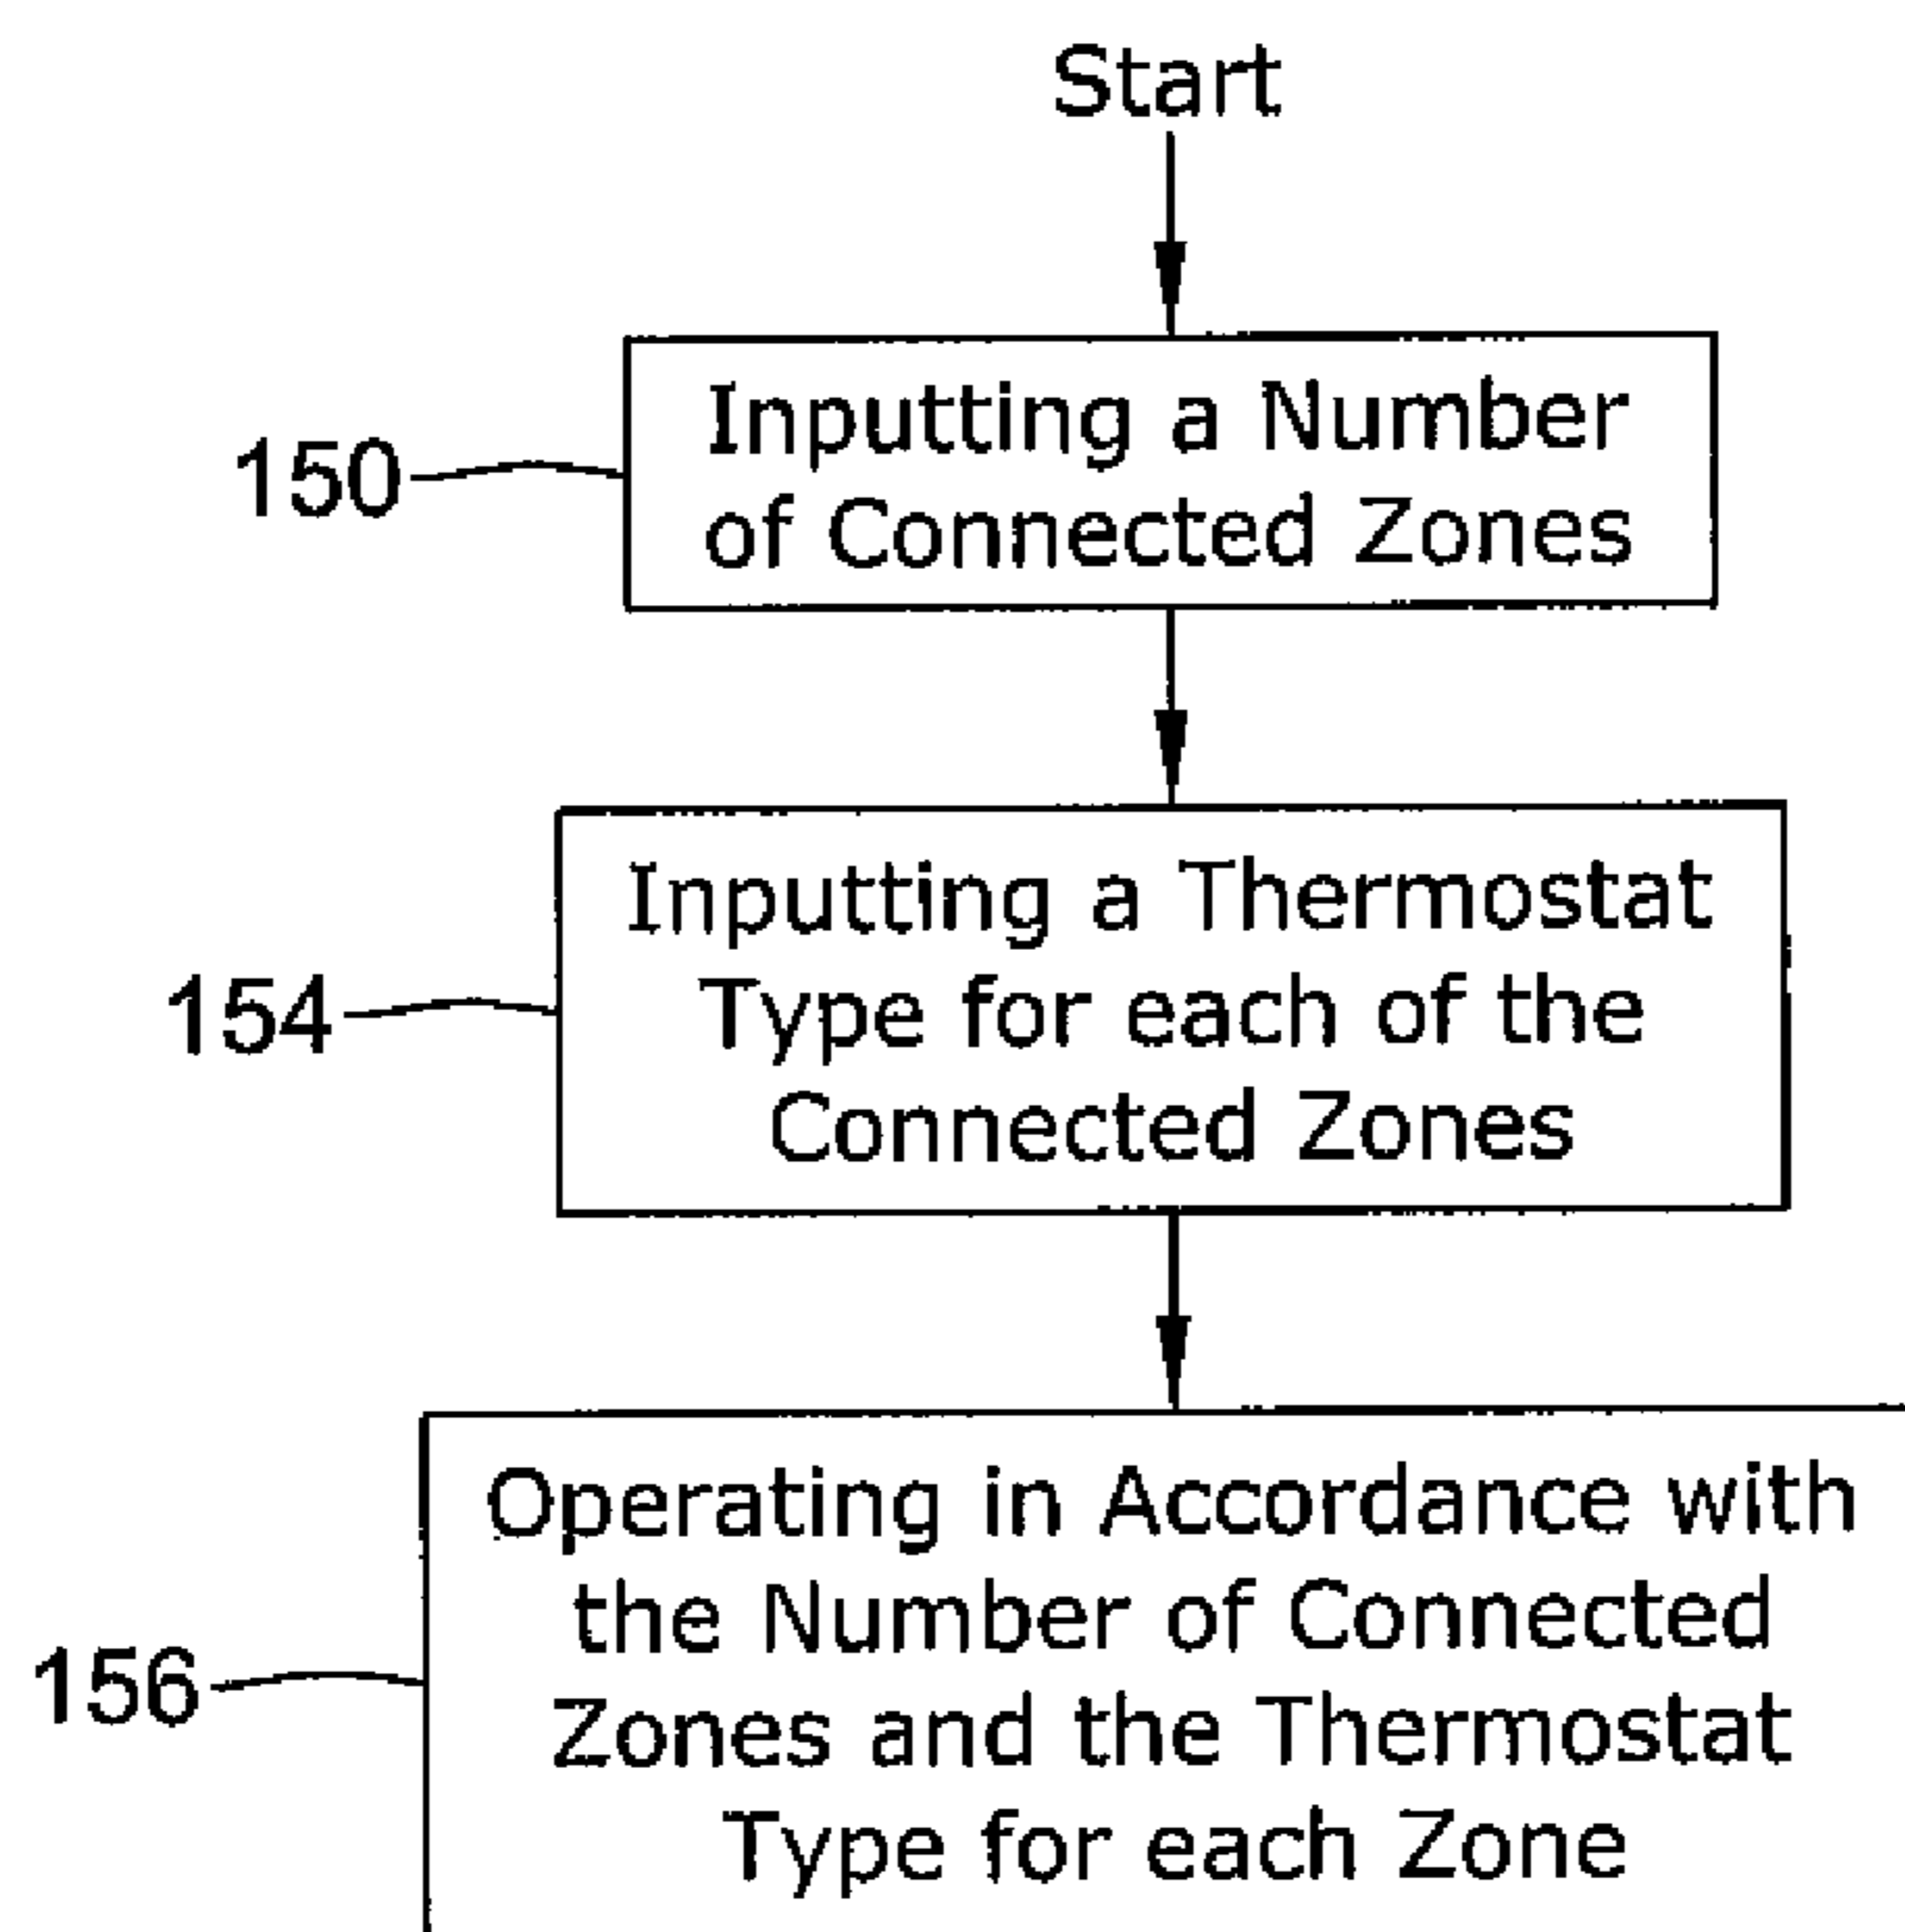 Start
150
Inputting a Number
of Connected Zones
154
Inputting a Thermostat
Type for each of the
Connected Zones
156
Operating in Accordance with
the Number of Connected
Zones and the Thermostat
Type for each Zone